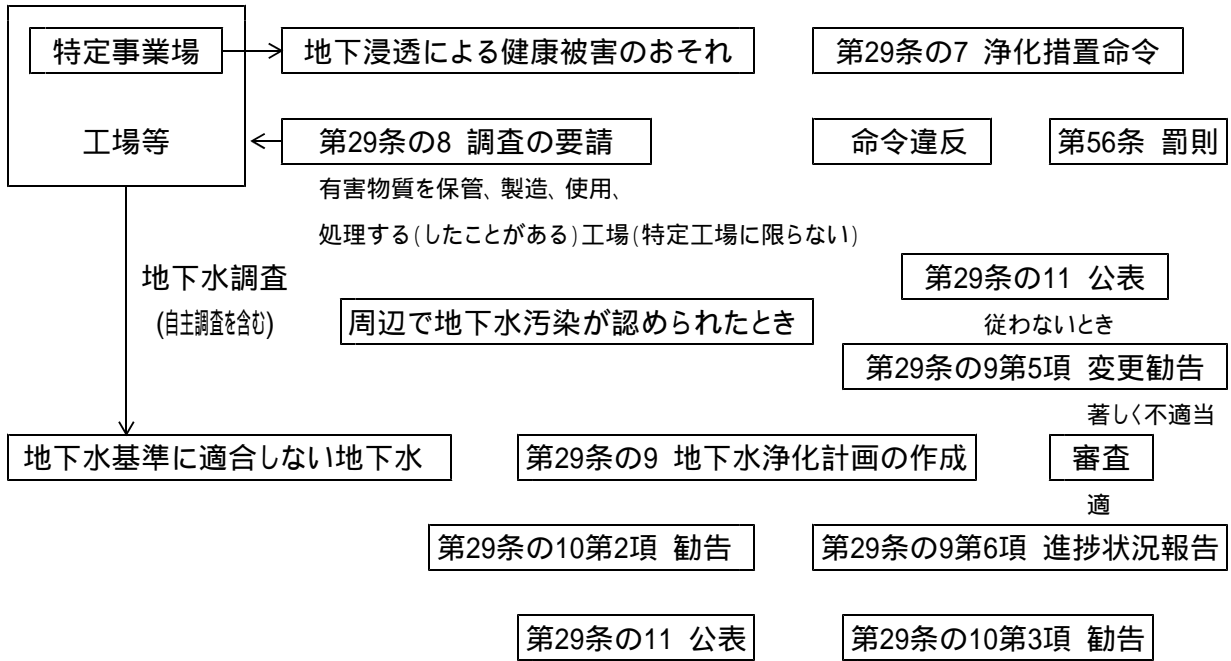 特定事業場
地下浸透による健康被害のおそれ
第29条の7 浄化措置命令
工場等
第29条の8 調査の要請
命令違反
第56条 罰則
有害物質を保管、製造、使用、
処理する(したことがある)工場(特定工場に限らない)
地下水調査
(自主調査を含む)
第29条の11 公表
周辺で地下水汚染が認められたとき
従わないとき
第29条の9第5項 変更勧告
著しく不適当
地下水基準に適合しない地下水
第29条の9 地下水浄化計画の作成
審査
適
第29条の10第2項 勧告
第29条の9第6項 進捗状況報告
第29条の11 公表
第29条の10第3項 勧告